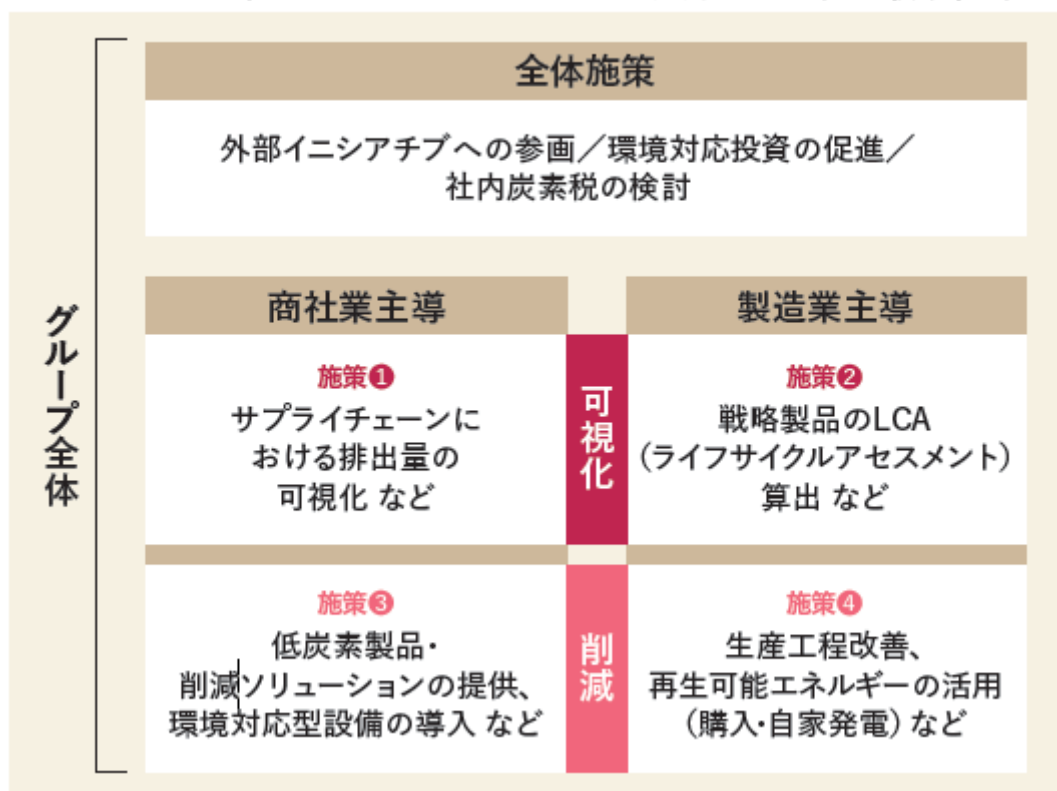 全体施策
外部イニシアチブへの参画／環境対応投資の促進／
社内炭素税の検討
グループ全体
商社業主導
製造業主導
施策❶
サプライチェーンに
おける排出量の
可視化 など
可視化
施策❷
戦略製品のLCA
（ライフサイクルアセスメント）
算出 など
施策❸
低炭素製品・
削減ソリューションの提供、
環境対応型設備の導入 など
削減
施策❹
生産工程改善、
再生可能エネルギーの活用
（購入・自家発電）など